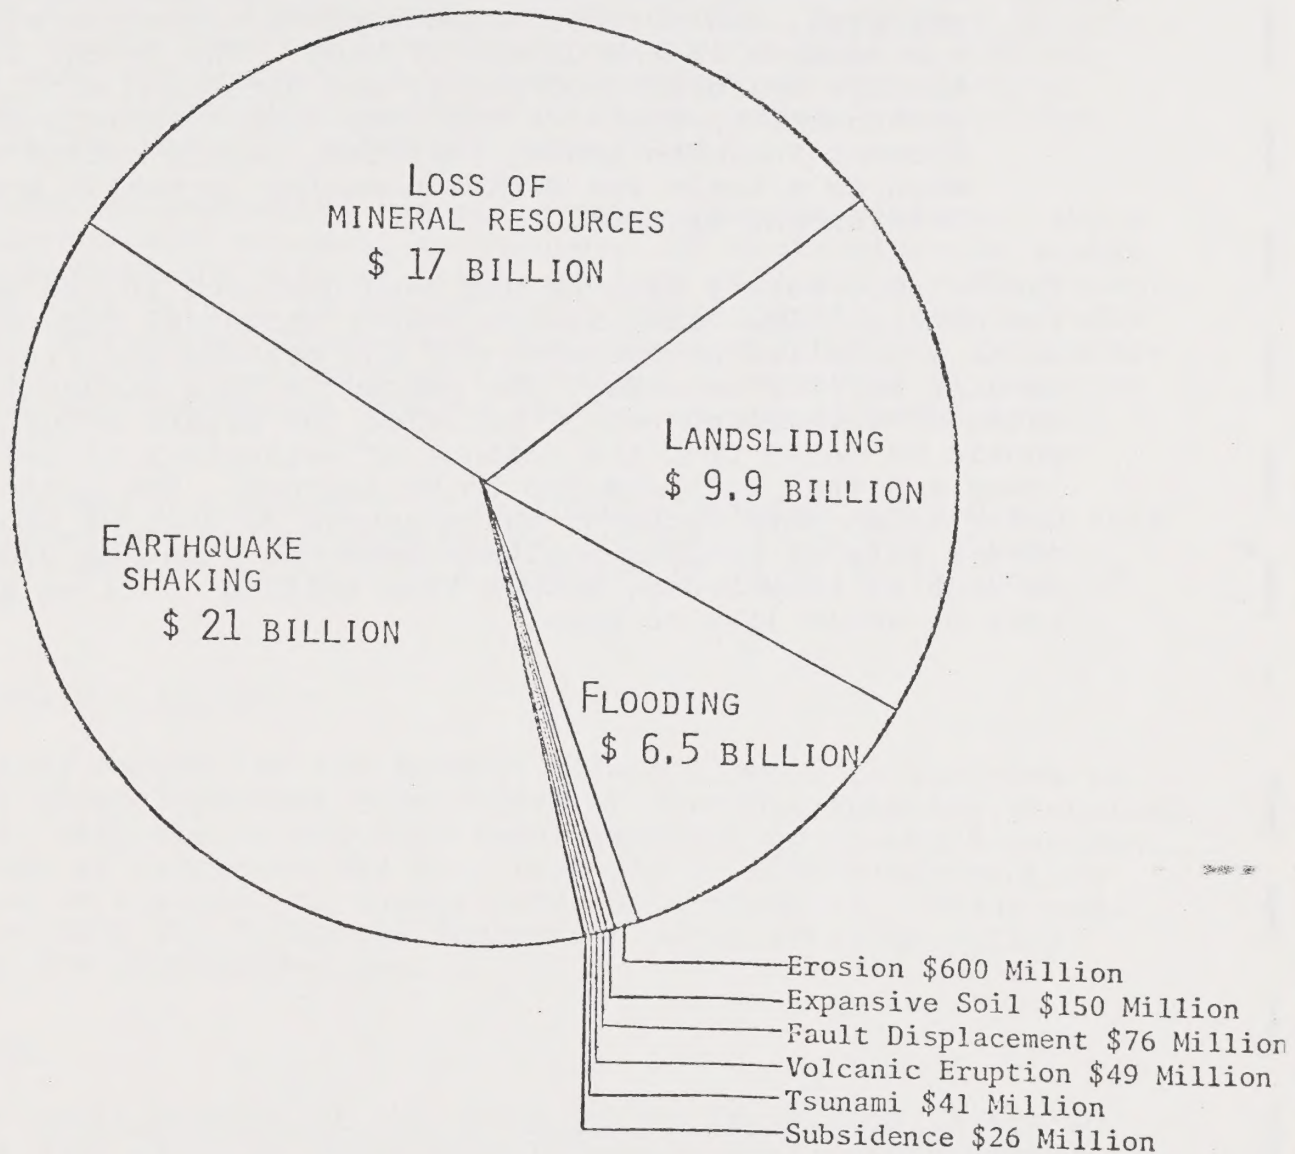 LOSS OF
MINERAL RESOURCES
$ 17 BILLION
LANDSLIDING
$ 9.9 BILLION
EARTHQUAKE
SHAKING
$ 21 BILLION
FLOODING
$ 6.5 BILLION
Erosion $600 Million
Expansive Soil $150 Million
Fault Displacement $76 Million
Volcanic Eruption $49 Million
Tsunami $41 Million
Subsidence $26 Million